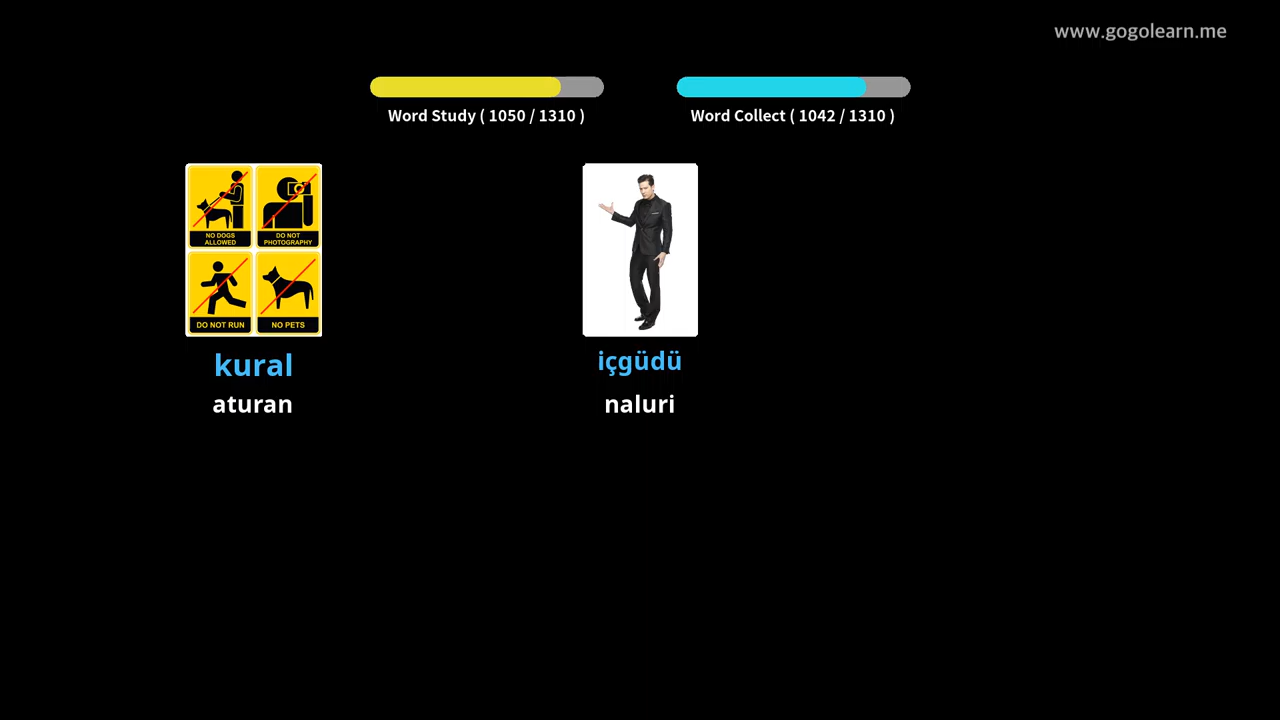 www.gogolearn.me
Word Study ( 1050 / 1310 )
Word Collect ( 1042 / 1310 )
NO DOGS
ALLOWED
DO NOT
PHOTOGRAPHY
DO NOT RUN
NO PETS
kural
aturan
içgüdü
naluri